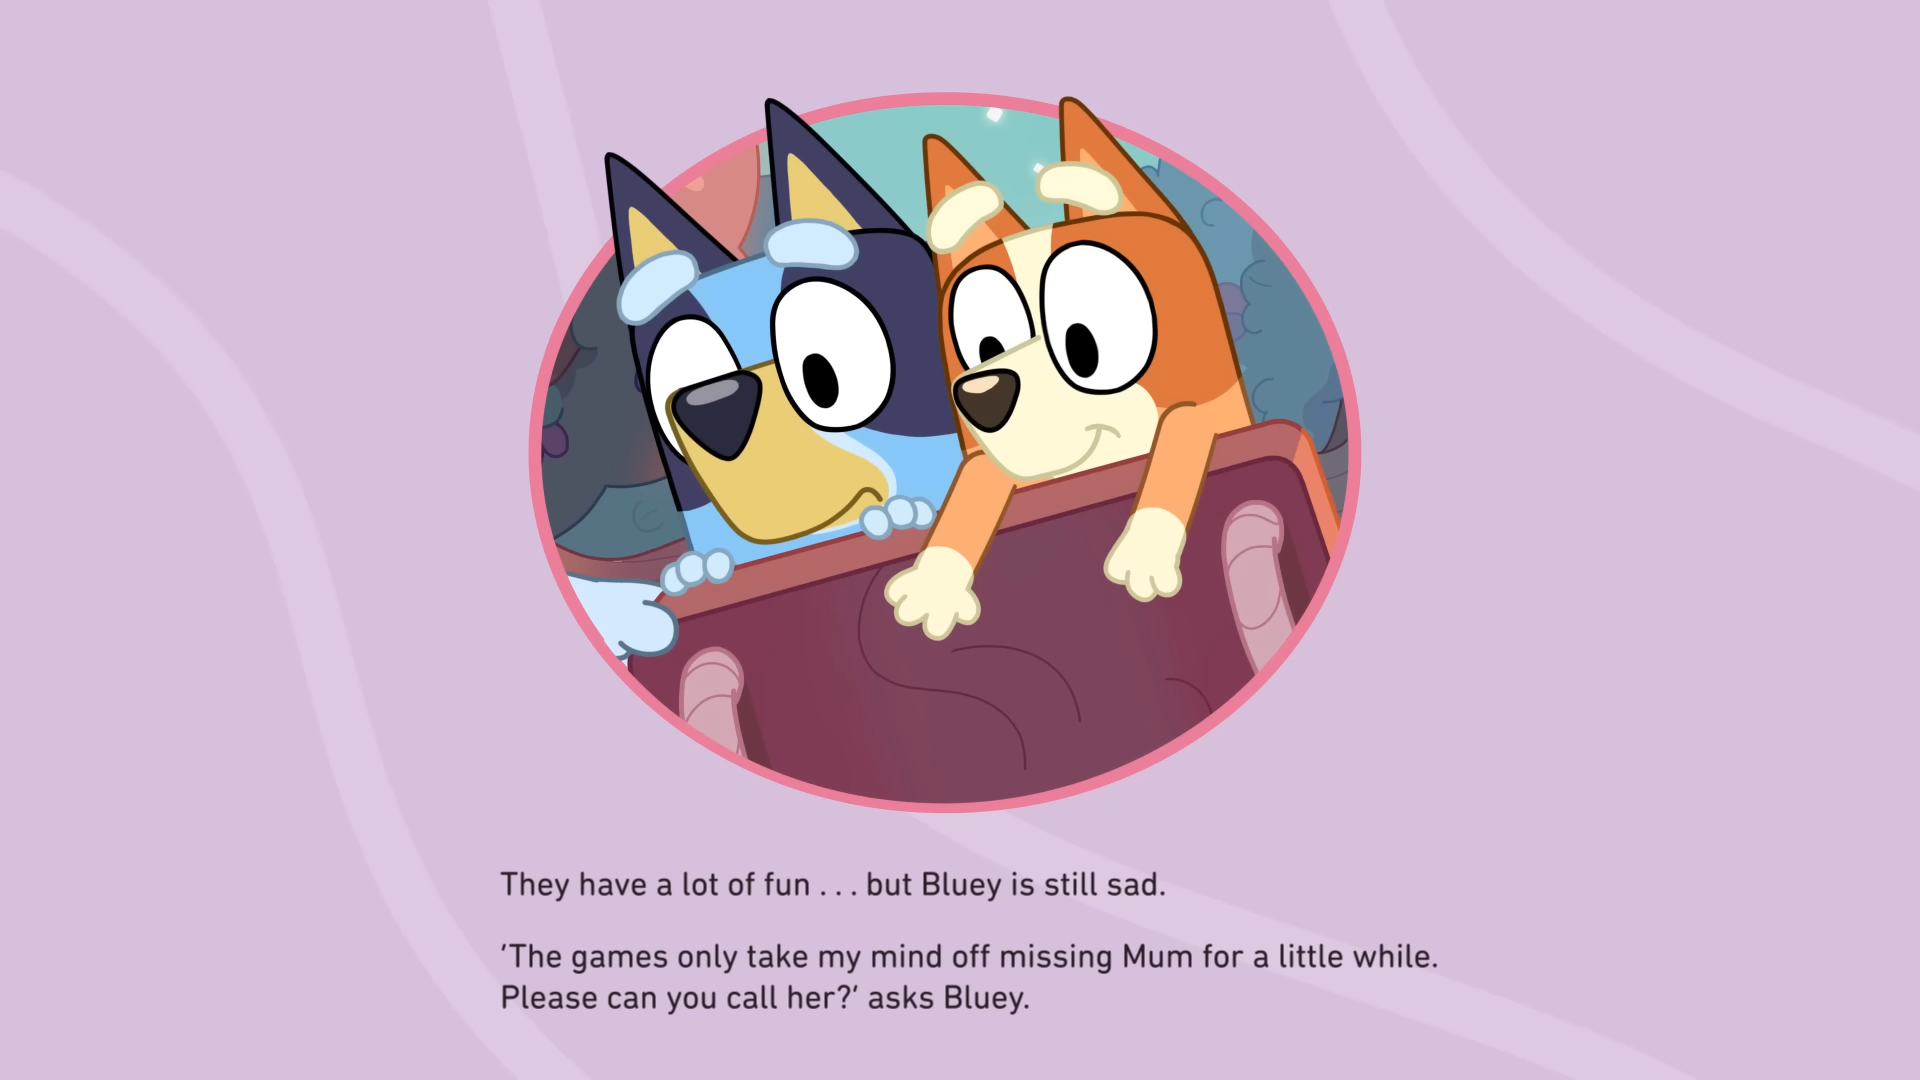 They have a lot of fun . . . but Bluey is still sad.
‘The games only take my mind off missing Mum for a little while.
Please can you call her?’ asks Bluey.